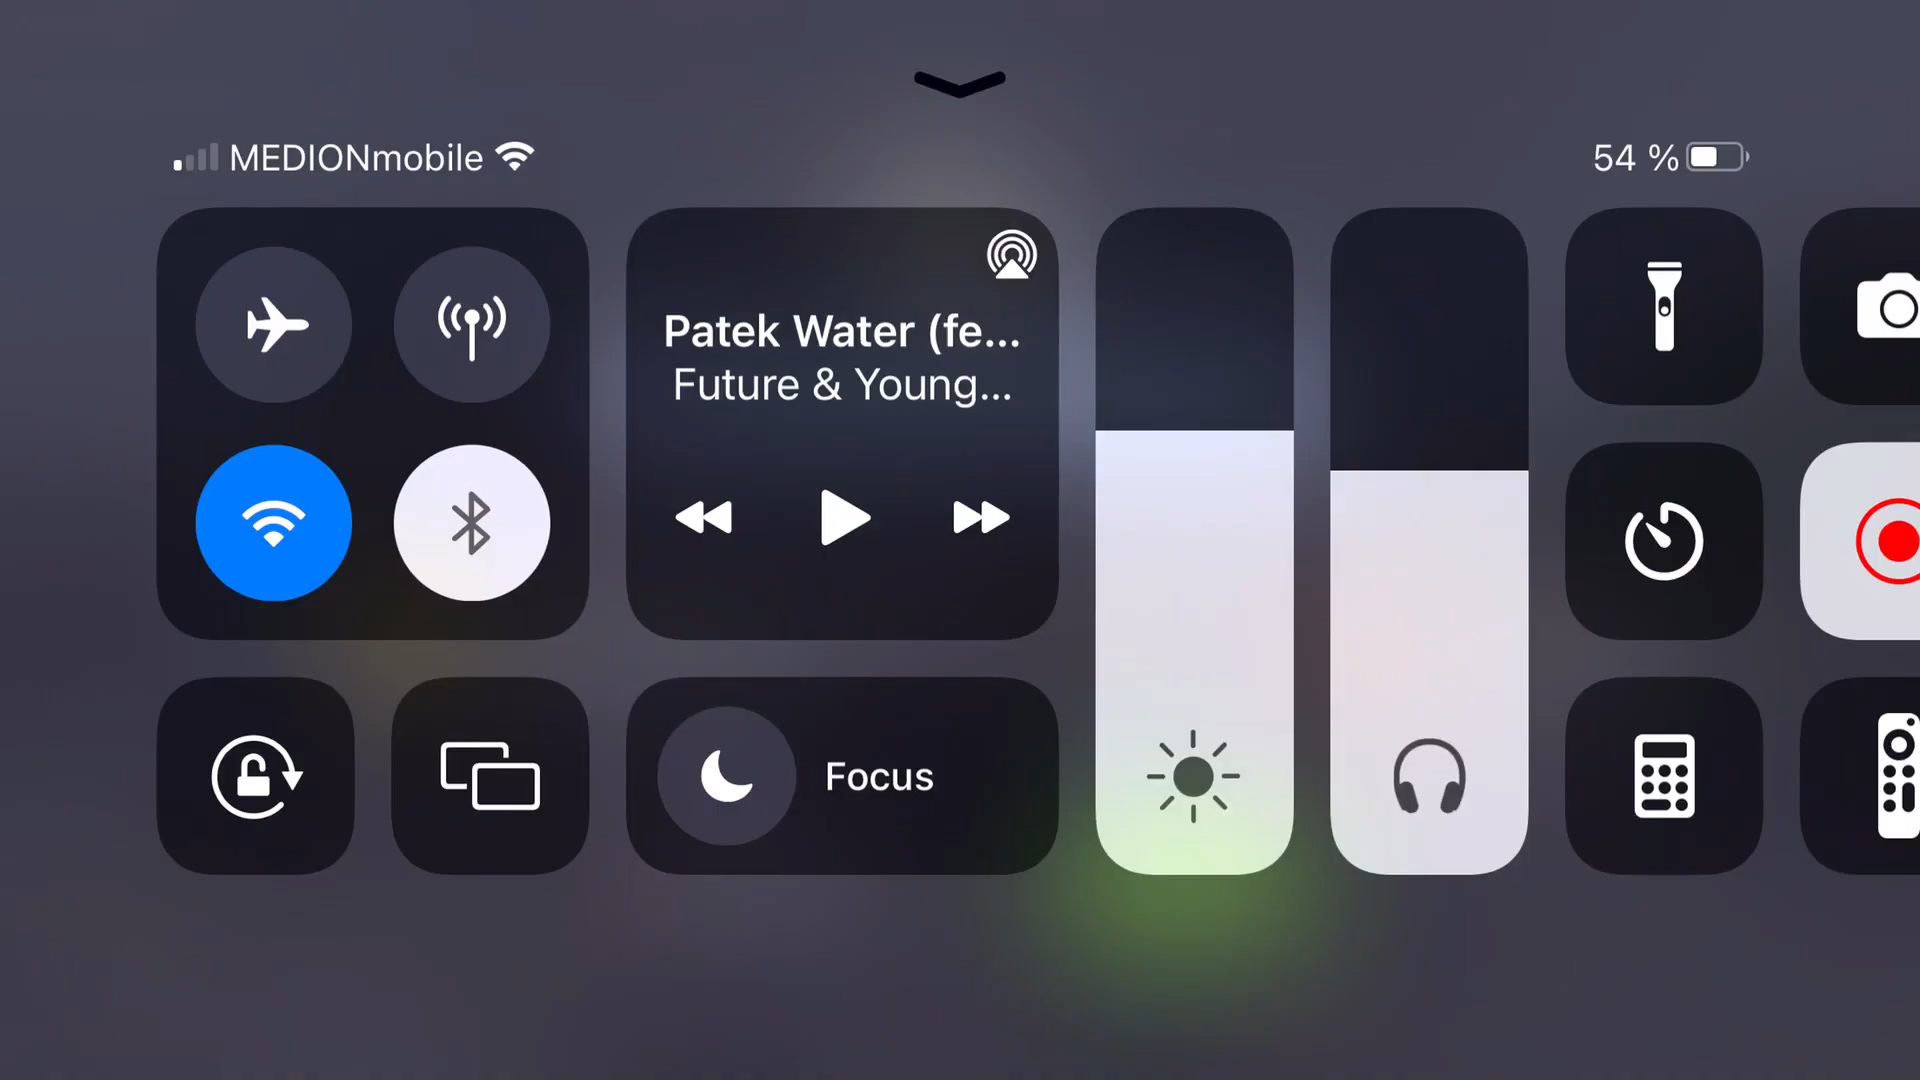 MEDIONmobile
54 %
Patek Water (fe...
Future & Young...
Focus